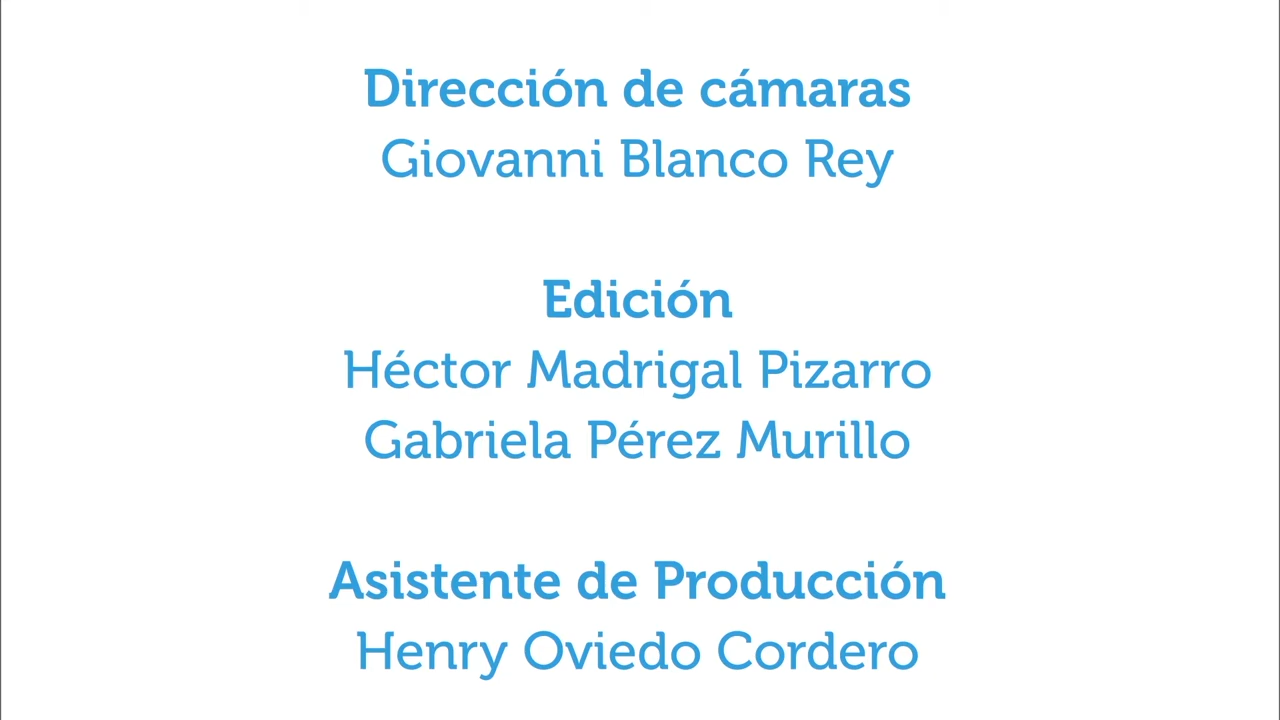 Dirección de cámaras
Giovanni Blanco Rey
Edición
Héctor Madrigal Pizarro
Gabriela Pérez Murillo
Asistente de Producción
Henry Oviedo Cordero